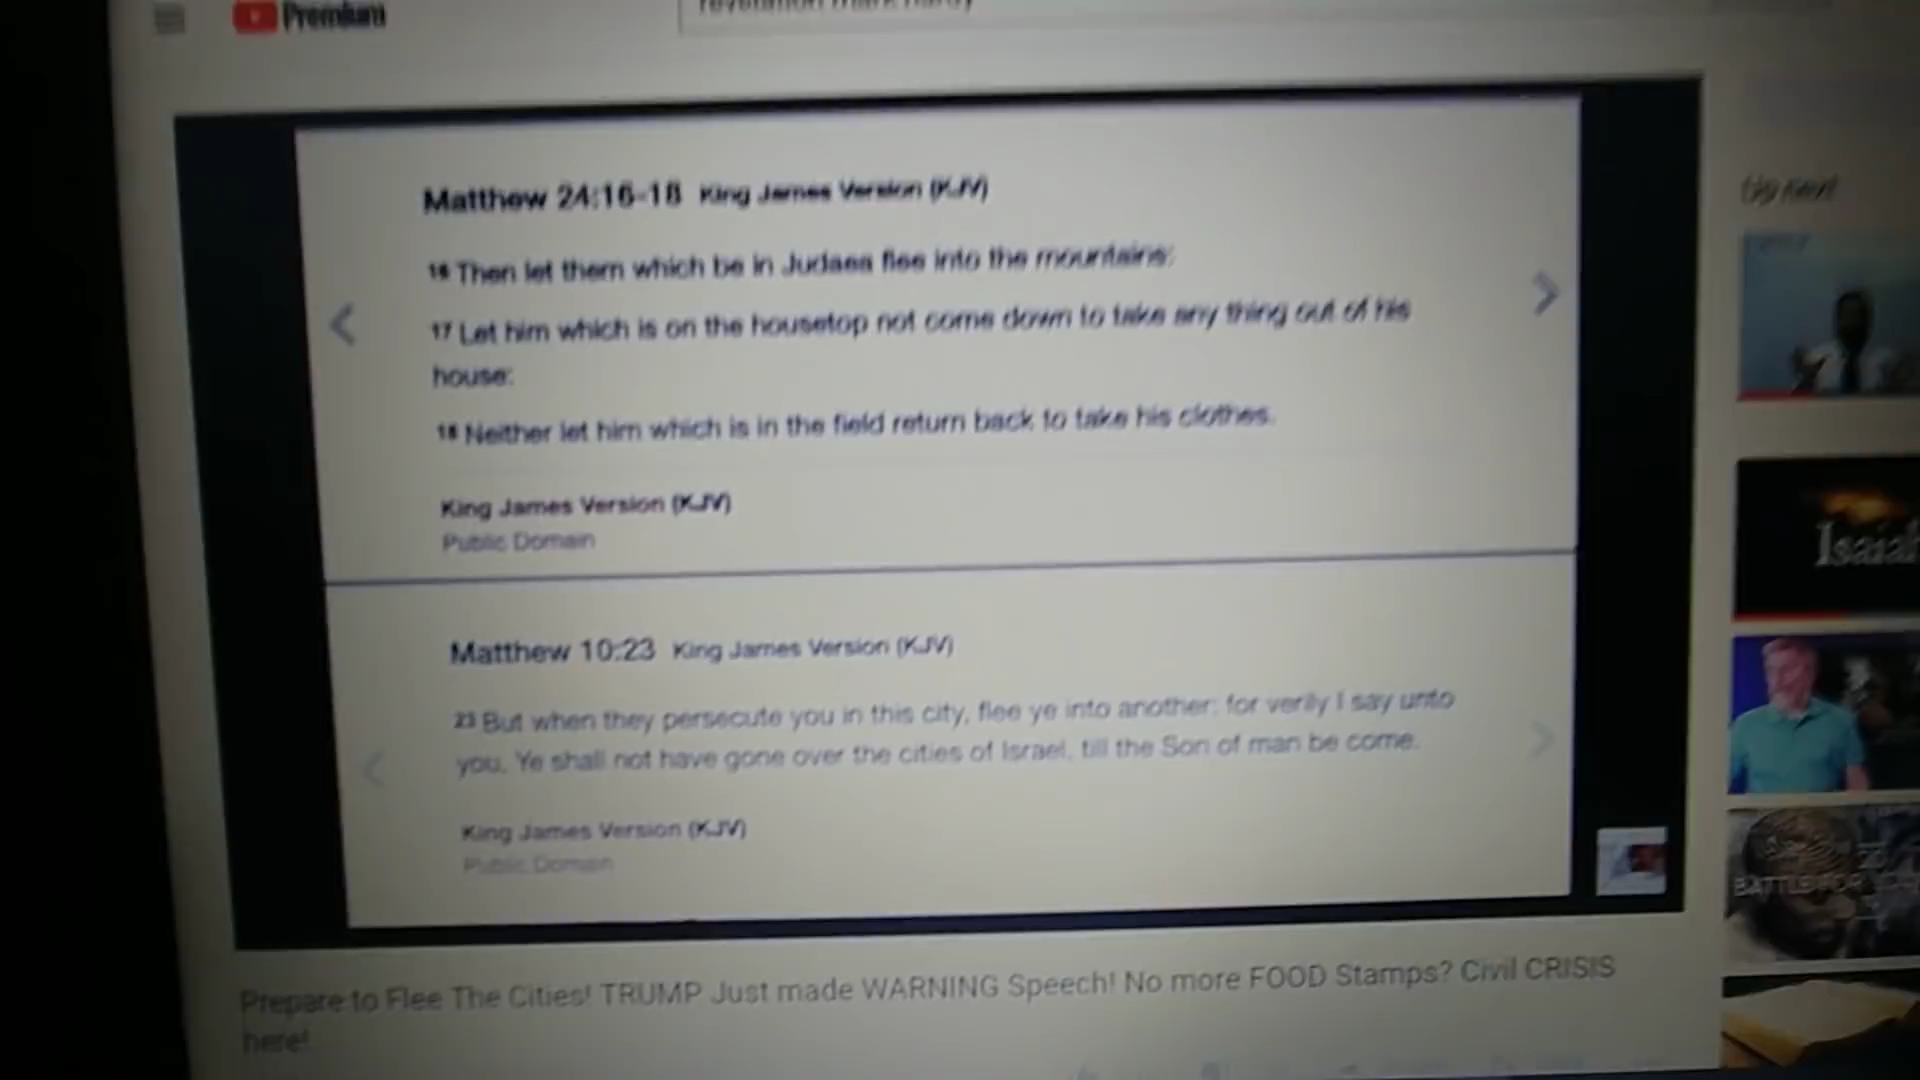 Premium
Matthew 24:16-18 King James Version (KJV)
16 Then let them which be in Judaea flee into the mountains:
17 Let him which is on the housetop not come down to take any thing out of his
house:
18 Neither let him which is in the field return back to take his clothes.
King James Version (KJV)
Public Domain
Matthew 10:23 King James Version (KJV)
23 But when they persecute you in this city, flee ye into another: for verily I say unto
you, Ye shall not have gone over the cities of Israel, till the Son of man be come.
King James Version (KJV)
Public Domain
Prepare to Flee The Cities! TRUMP Just made WARNING Speech! No more FOOD Stamps? Civil CRISIS
here!
Up next
Isaiah
BATTLE FOR